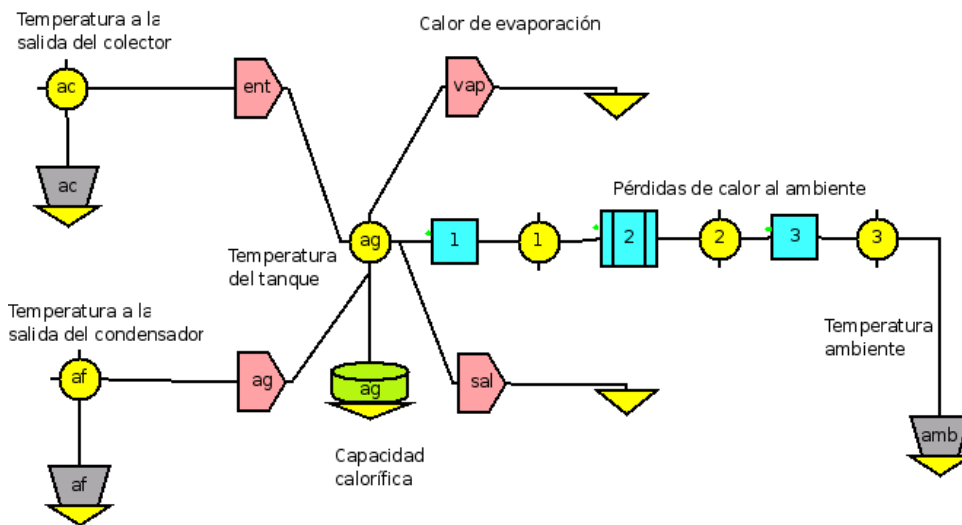 Temperatura a la
salida del colector
Calor de evaporación
ac
ent
vap
ac
Pérdidas de calor al ambiente
ag
1
1
2
2
3
3
Temperatura
del tanque
Temperatura a la
salida del condensador
Temperatura
ambiente
af
ag
ag
sal
amb
Capacidad
calorífica
af